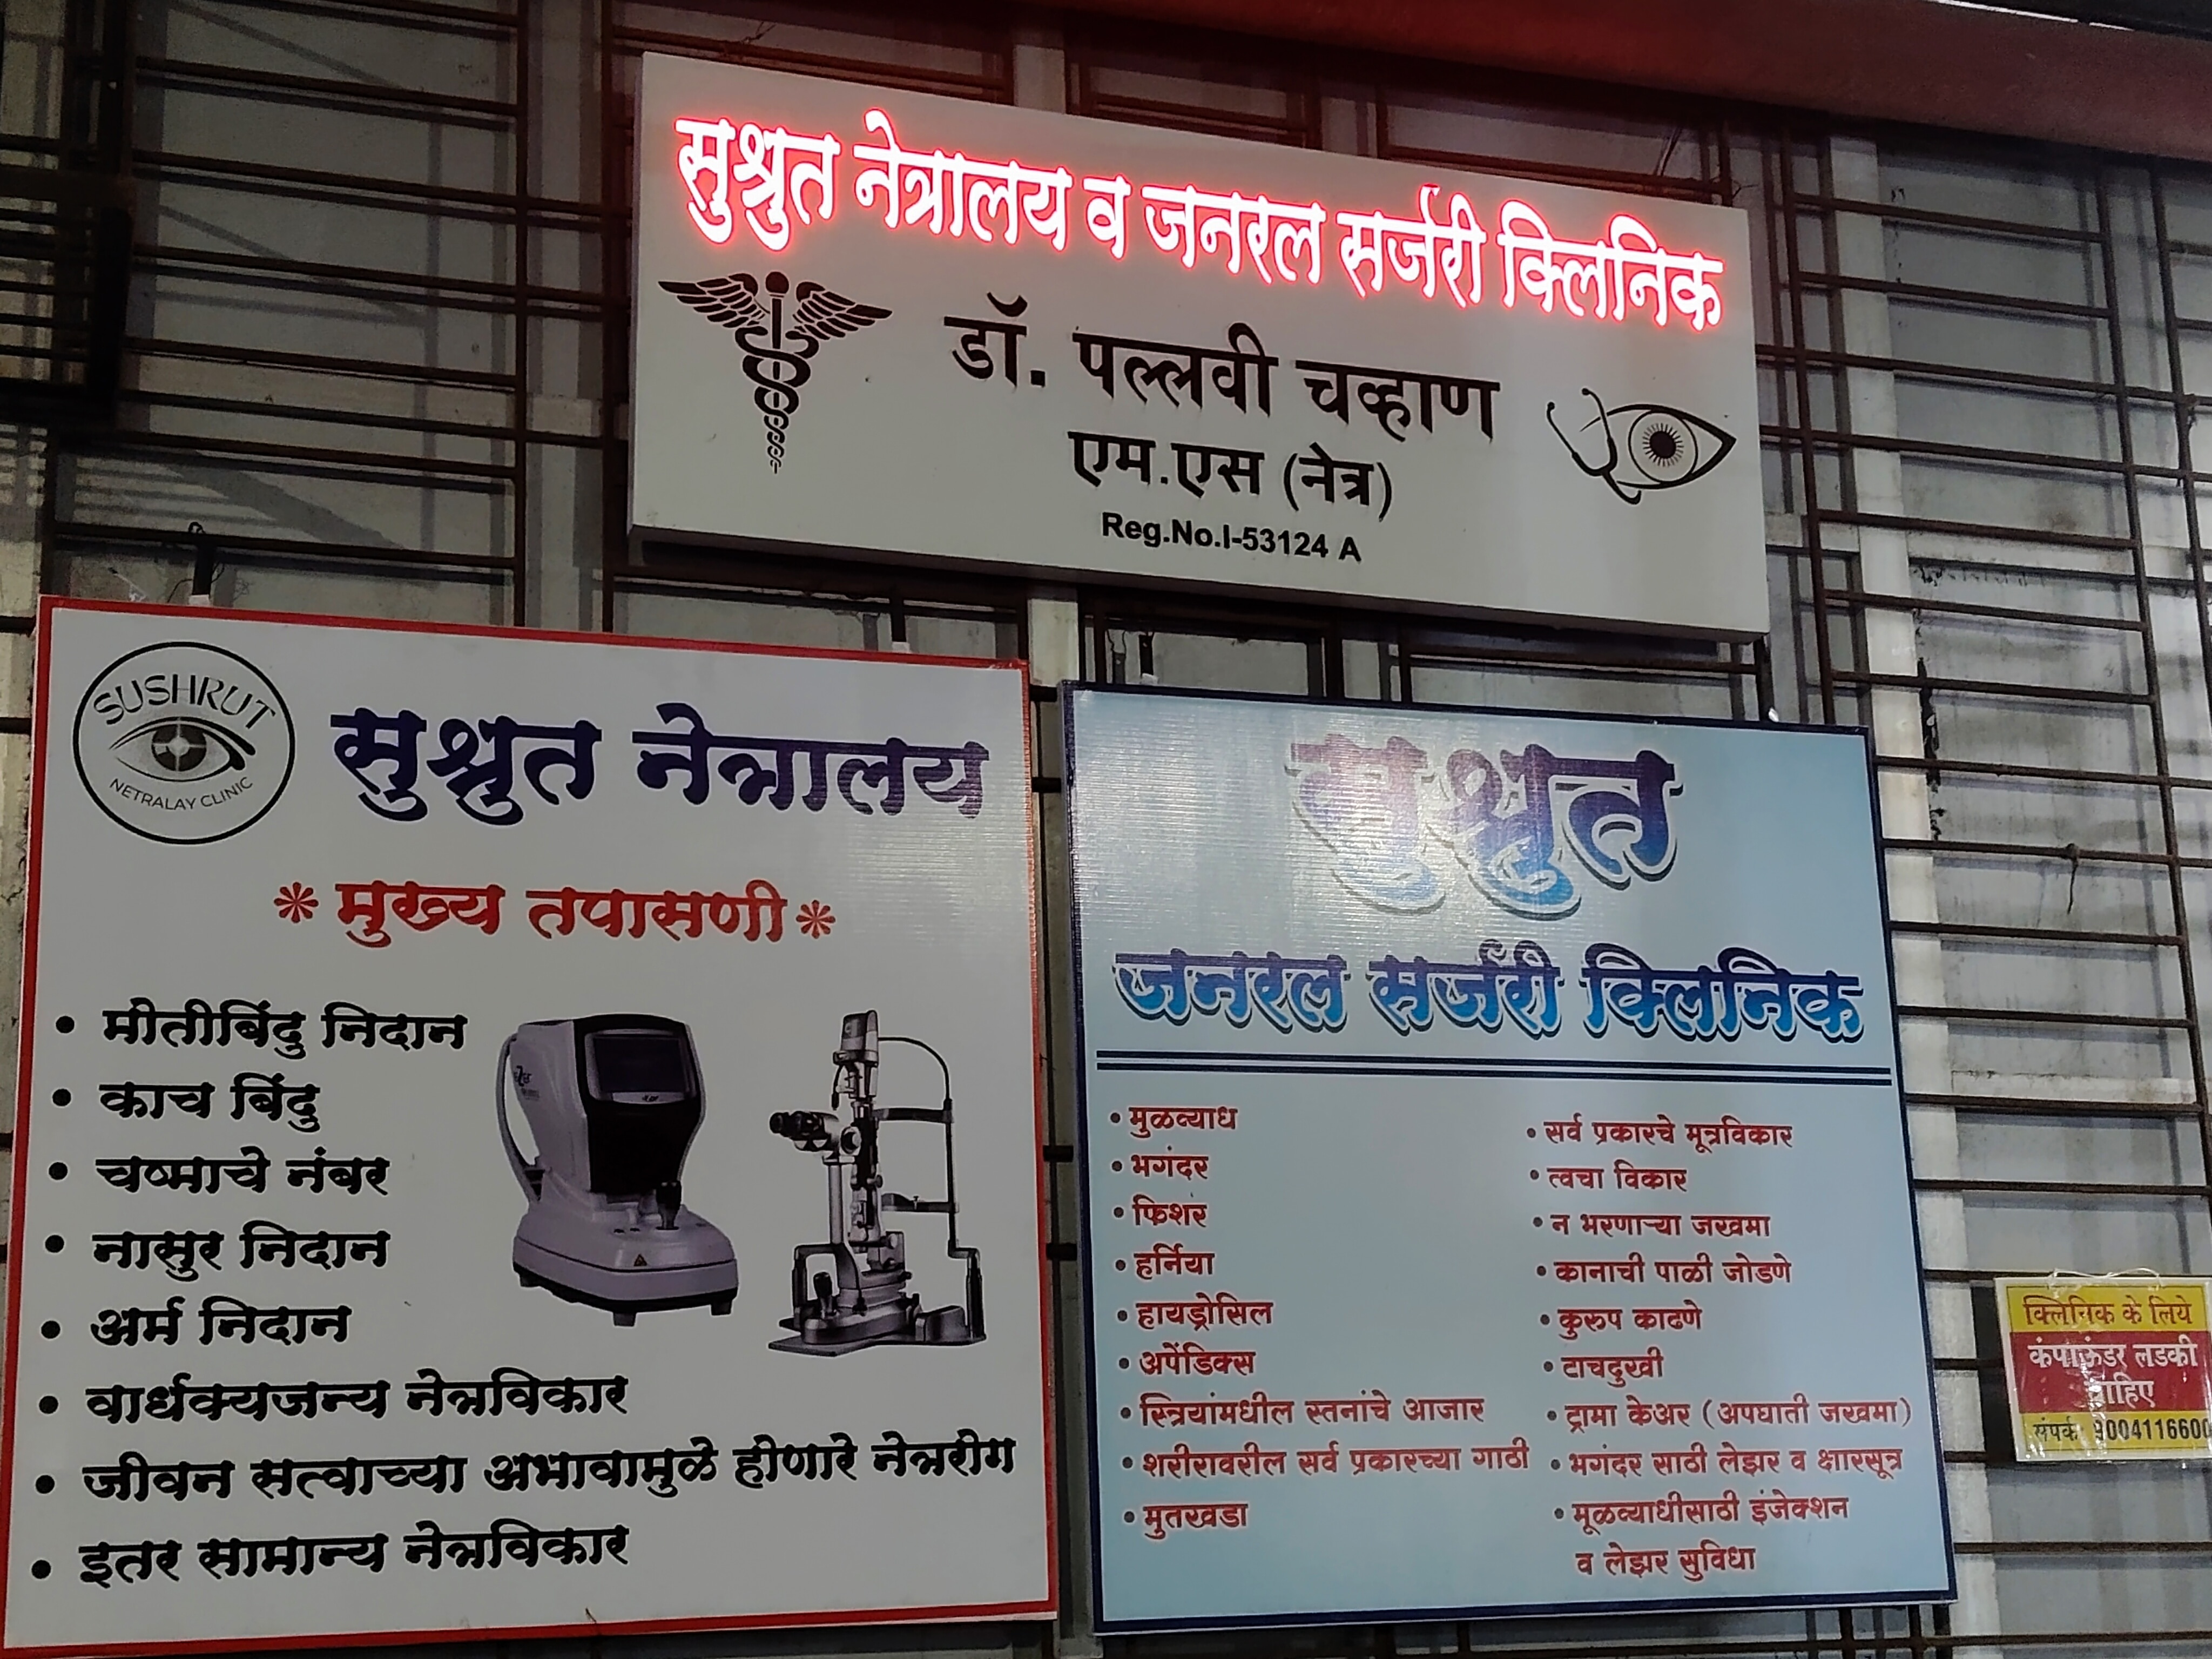 सुश्रुत नेत्रालय व जनरल सर्जरी क्लिनिक
डॉ. पल्लवी चव्हाण
एम.एस (नेत्र)
Reg.No.I-53124 A
SUSHRUT
NETRALAY CLINIC
सुश्रुत नेत्रालय
* मुख्य तपासणी *
• मोतीबिंदु निदान
• काच बिंदु
• चष्माचे नंबर
• नासुर निदान
• अर्म निदान
• वार्धक्यजन्य नेत्रविकार
• जीवन सत्वाच्या अभावामुळे होणारे नेत्ररोग
• इतर सामान्य नेत्रविकार
सुश्रुत
जनरल सर्जरी क्लिनिक
• मुळव्याध
• भगंदर
• फिशर
• हर्निया
• हायड्रोसिल
• अपेंडिक्स
• स्त्रियांमधील स्तनांचे आजार
• शरीरावरील सर्व प्रकारच्या गाठी
• मुतखडा
• सर्व प्रकारचे मूत्रविकार
• त्वचा विकार
• न भरणाऱ्या जखमा
• कानाची पाळी जोडणे
• कुरुप काढणे
• टाचदुखी
• ट्रामा केअर (अपघाती जखमा)
• भगंदर साठी लेझर व क्षारसूत्र
• मूळव्याधीसाठी इंजेक्शन
व लेझर सुविधा
क्लिनिक के लिये
कंपाऊंडर लडकी
चाहिए
संपर्क 9004116600